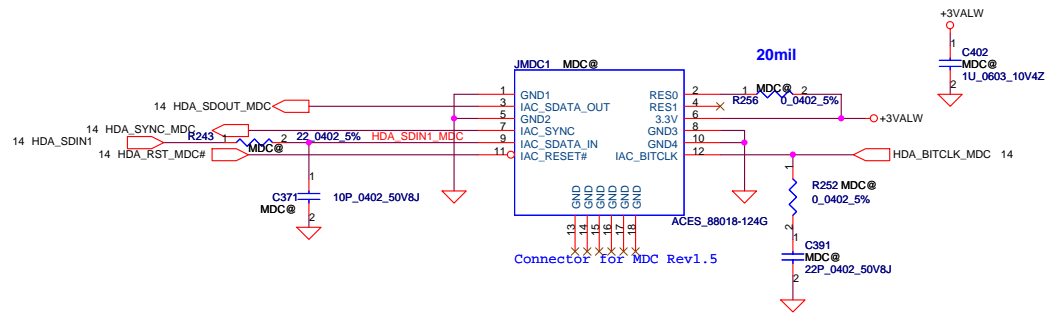 +3VALW
C402
1
MDC@
1U_0603_10V4Z
2
20mil
JMDC1 MDC@
MDC@
R256
0_0402_5%
1
2
+3VALW
1 GND1
3 IAC_SDATA_OUT
5 GND2
7 IAC_SYNC
9 IAC_SDATA_IN
11 IAC_RESET#
RES0 2
RES1 4
3.3V 6
GND3 8
GND4 10
IAC_BITCLK 12
14 HDA_SDOUT_MDC
14 HDA_SYNC_MDC
14 HDA_SDIN1
R243
1
2
22_0402_5%
MDC@
HDA_SDIN1_MDC
14 HDA_RST_MDC#
HDA_BITCLK_MDC 14
1
C371
10P_0402_50V8J
MDC@
2
GND GND GND GND GND GND
13 14 15 16 17 18
ACES_88018-124G
Connector for MDC Rev1.5
1
R252 MDC@
0_0402_5%
2
1
C391
MDC@
22P_0402_50V8J
2